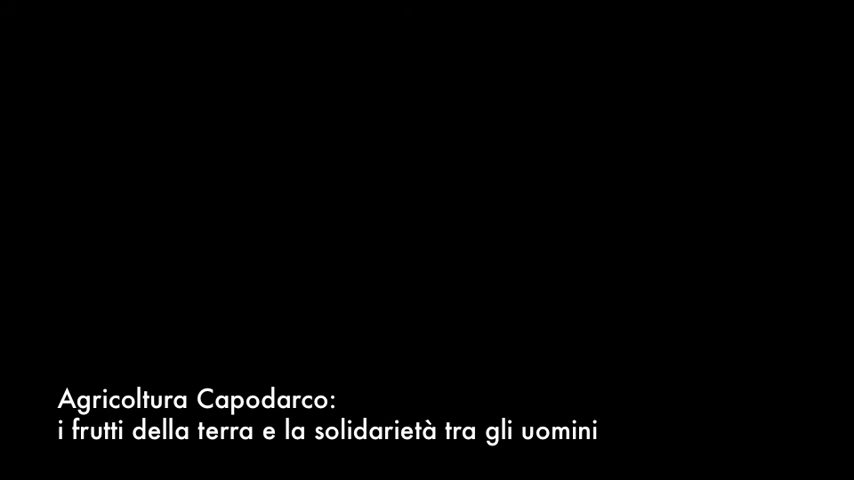 Agricoltura Capodarco:
i frutti della terra e la solidarietà tra gli uomini